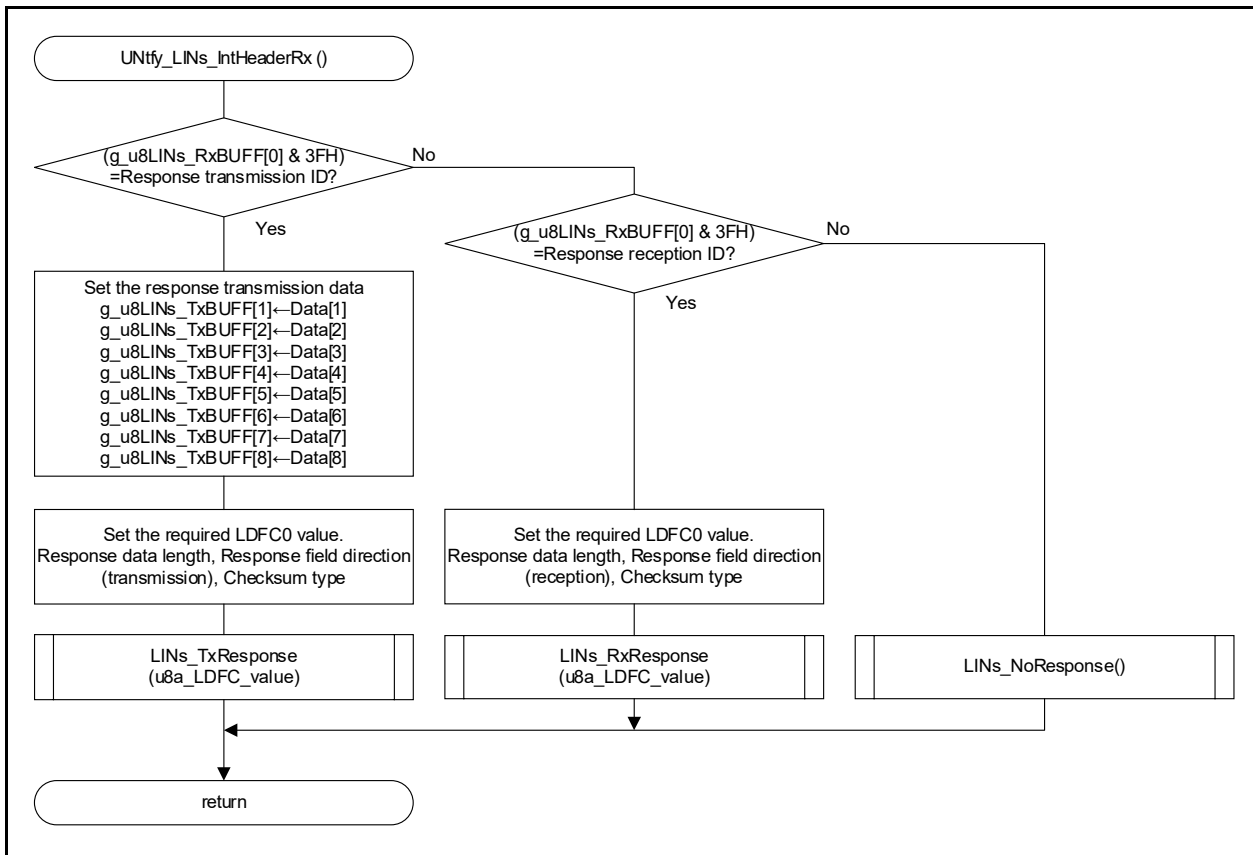 UNtfy_LINs_IntHeaderRx ()
(g_u8LINs_RxBUFF[0] & 3FH)
=Response transmission ID?
No
Yes
(g_u8LINs_RxBUFF[0] & 3FH)
=Response reception ID?
No
Yes
Set the response transmission data
g_u8LINs_TxBUFF[1]←Data[1]
g_u8LINs_TxBUFF[2]←Data[2]
g_u8LINs_TxBUFF[3]←Data[3]
g_u8LINs_TxBUFF[4]←Data[4]
g_u8LINs_TxBUFF[5]←Data[5]
g_u8LINs_TxBUFF[6]←Data[6]
g_u8LINs_TxBUFF[7]←Data[7]
g_u8LINs_TxBUFF[8]←Data[8]
Set the required LDFC0 value.
Response data length, Response field direction
(transmission), Checksum type
Set the required LDFC0 value.
Response data length, Response field direction
(reception), Checksum type
LINs_TxResponse
(u8a_LDFC_value)
LINs_RxResponse
(u8a_LDFC_value)
LINs_NoResponse()
return